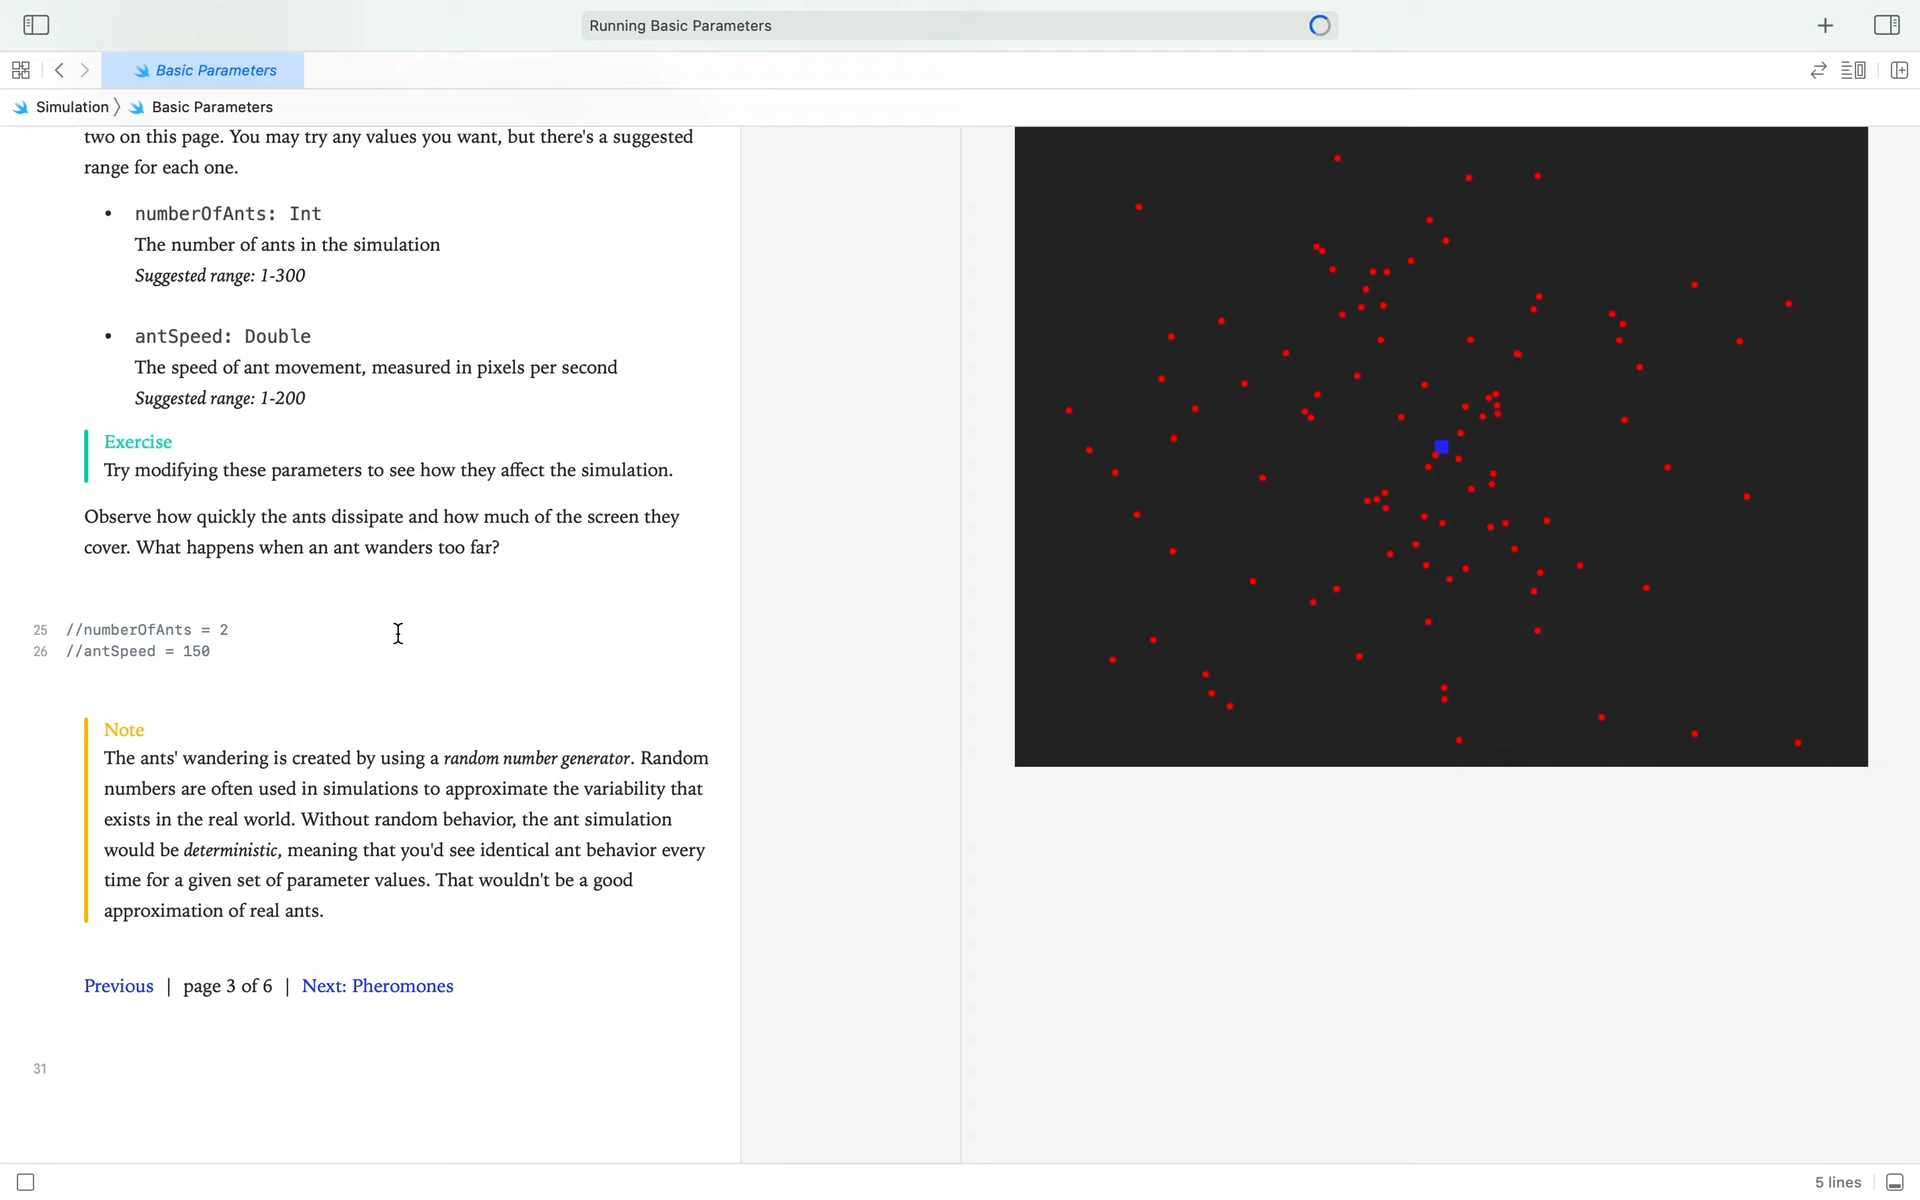 Running Basic Parameters
Basic Parameters
Simulation
Basic Parameters
two on this page. You may try any values you want, but there's a suggested
range for each one.
• numberOfAnts: Int
The number of ants in the simulation
Suggested range: 1-300
• antSpeed: Double
The speed of ant movement, measured in pixels per second
Suggested range: 1-200
Exercise
Try modifying these parameters to see how they affect the simulation.
Observe how quickly the ants dissipate and how much of the screen they
cover. What happens when an ant wanders too far?
25 //numberOfAnts = 2
26 //antSpeed = 150
Note
The ants' wandering is created by using a random number generator. Random
numbers are often used in simulations to approximate the variability that
exists in the real world. Without random behavior, the ant simulation
would be deterministic, meaning that you'd see identical ant behavior every
time for a given set of parameter values. That wouldn't be a good
approximation of real ants.
Previous | page 3 of 6 | Next: Pheromones
31
5 lines